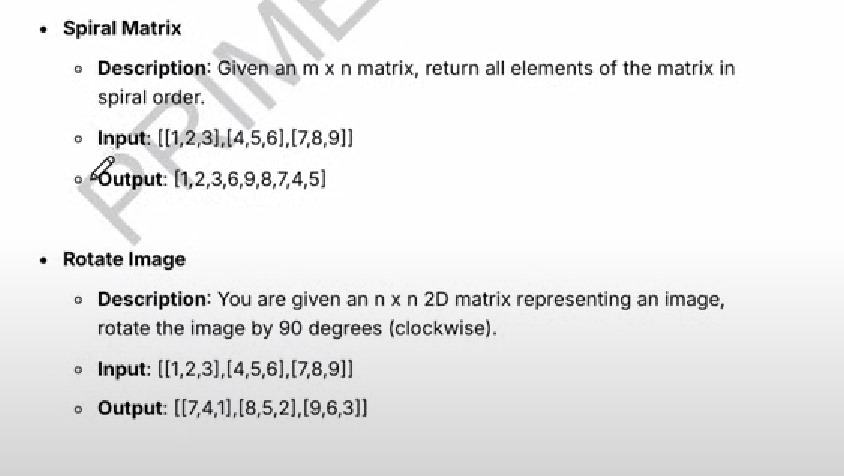 • Spiral Matrix
◦ Description: Given an m x n matrix, return all elements of the matrix in
spiral order.
◦ Input: [[1,2,3],[4,5,6],[7,8,9]]
◦ Output: [1,2,3,6,9,8,7,4,5]
• Rotate Image
◦ Description: You are given an n x n 2D matrix representing an image,
rotate the image by 90 degrees (clockwise).
◦ Input: [[1,2,3],[4,5,6],[7,8,9]]
◦ Output: [[7,4,1],[8,5,2],[9,6,3]]
PRIME